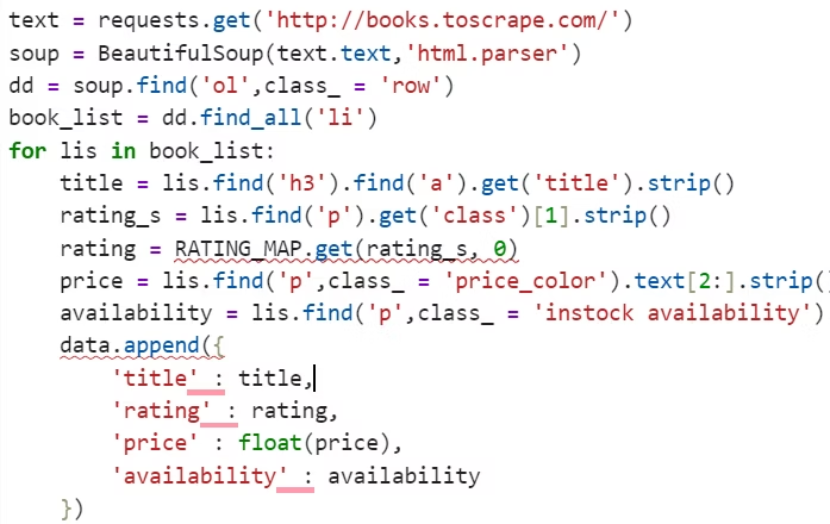 text = requests.get('http://books.toscrape.com/')
soup = BeautifulSoup(text.text,'html.parser')
dd = soup.find('ol',class_ = 'row')
book_list = dd.find_all('li')
for lis in book_list:
    title = lis.find('h3').find('a').get('title').strip()
    rating_s = lis.find('p').get('class')[1].strip()
    rating = RATING_MAP.get(rating_s, 0)
    price = lis.find('p',class_ = 'price_color').text[2:].strip(
    availability = lis.find('p',class_ = 'instock availability')
    data.append({
        'title' : title,
        'rating' : rating,
        'price' : float(price),
        'availability' : availability
    })